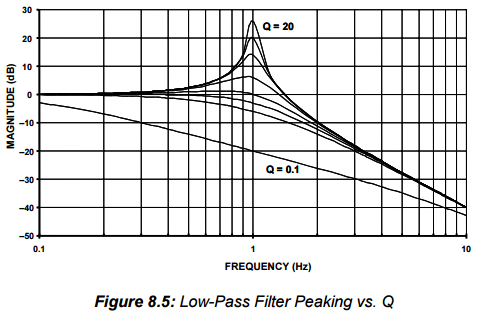 30
20
10
0
–10
–20
–30
–40
–50
MAGNITUDE (dB)
Q = 20
Q = 0.1
0.1
1
10
FREQUENCY (Hz)
Figure 8.5: Low-Pass Filter Peaking vs. Q